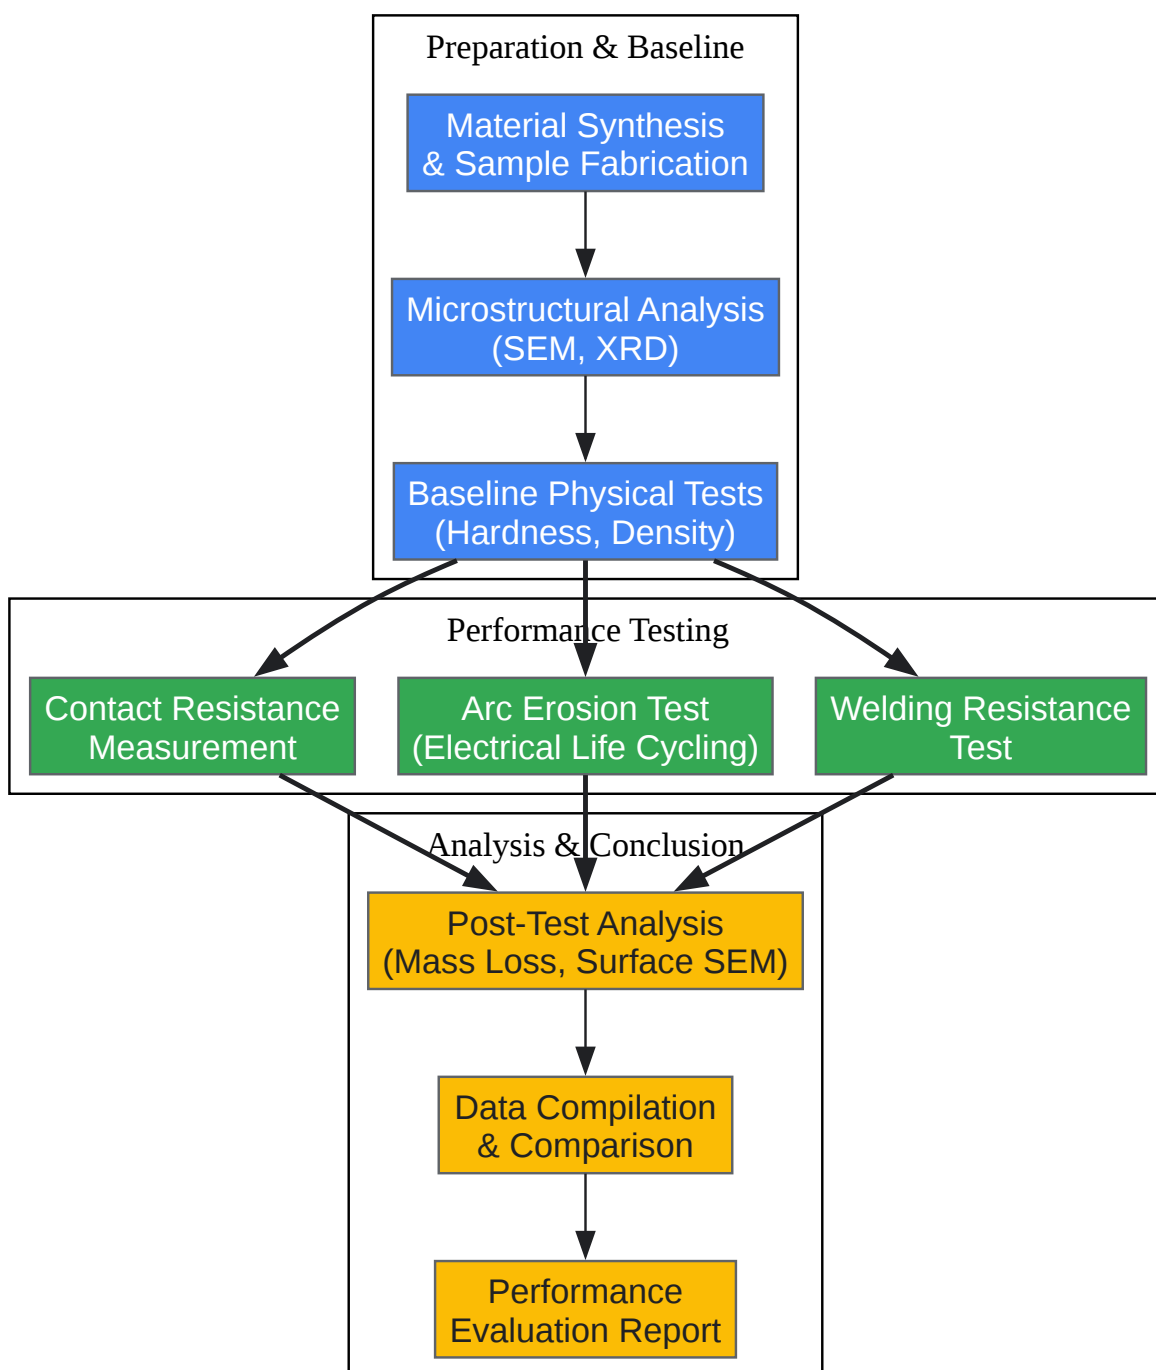 Preparation & Baseline
Material Synthesis
& Sample Fabrication
Microstructural Analysis
(SEM, XRD)
Baseline Physical Tests
(Hardness, Density)
Performance Testing
Contact Resistance
Measurement
Arc Erosion Test
(Electrical Life Cycling)
Welding Resistance
Test
Analysis & Conclusion
Post-Test Analysis
(Mass Loss, Surface SEM)
Data Compilation
& Comparison
Performance
Evaluation Report